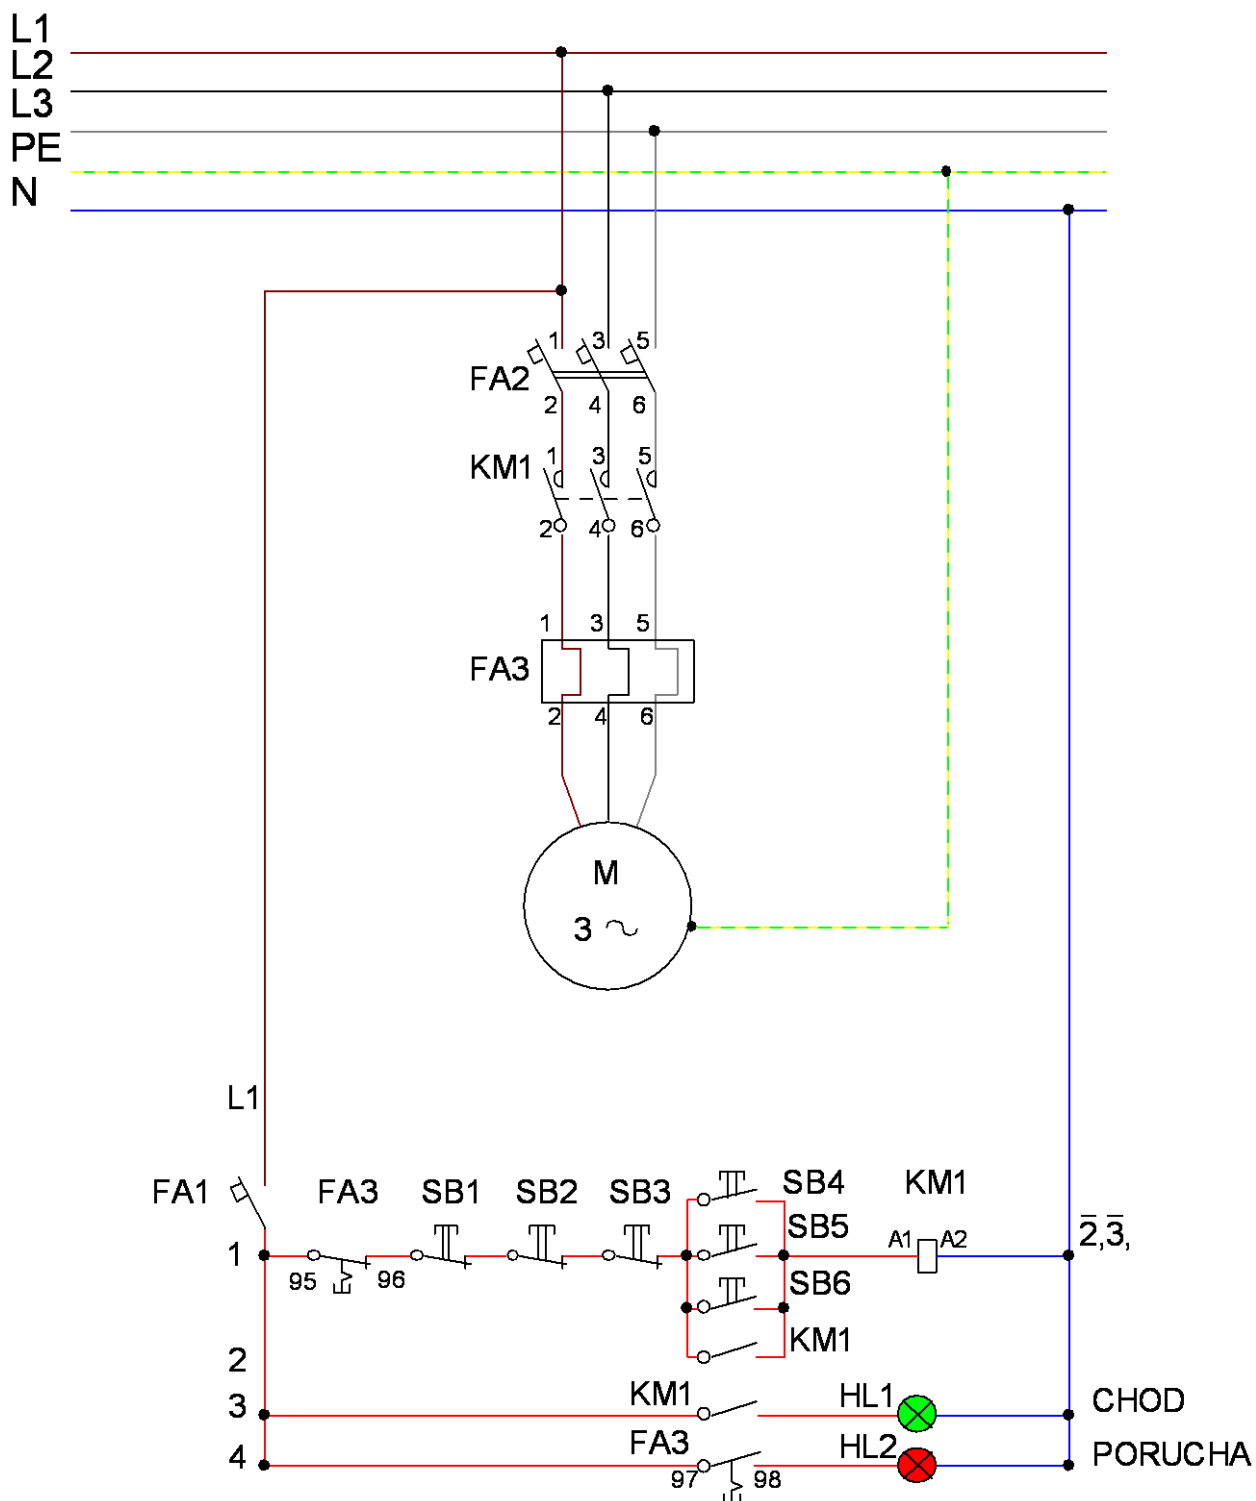 L1
L2
L3
PE
N
1 3 5
FA2
2 4 6
1 3 5
KM1
2 4 6
1 3 5
FA3
2 4 6
M
3 ~
L1
FA1 FA3 SB1 SB2 SB3 SB4 KM1
SB5
1 95 96 A1 A2 2̅,3̅,
SB6
KM1
2
3 KM1 HL1 CHOD
4 FA3 HL2 PORUCHA
97 98